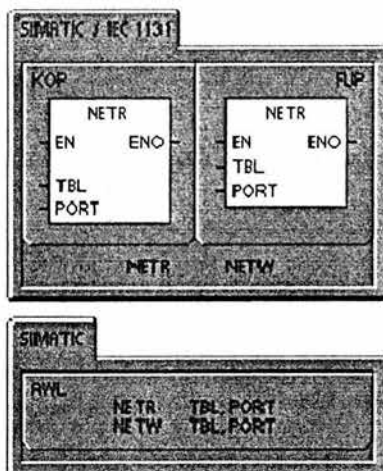 SIMATIC / IEC 1131
KOP
NETR
EN ENO
TBL
PORT
FUP
NETR
EN ENO
TBL
PORT
NETR NETW
SIMATIC
AWL
NETR TBL, PORT
NETW TBL, PORT